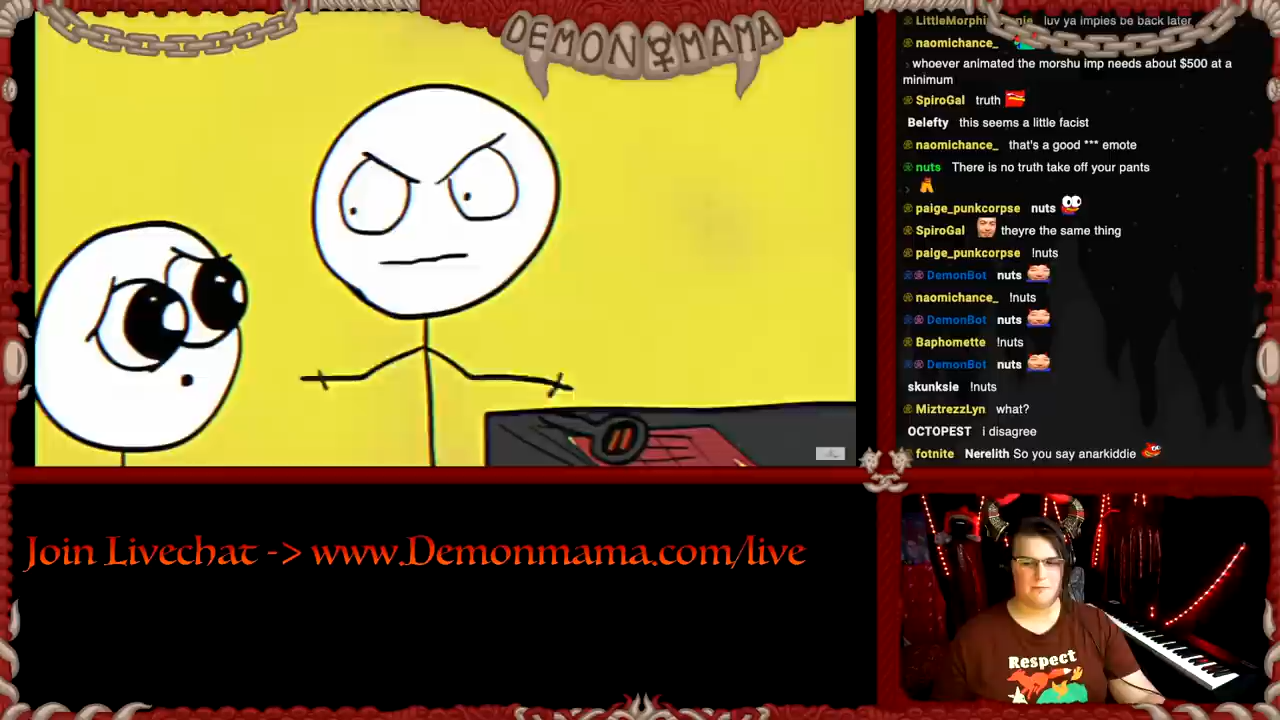 DEMON MAMA
luv ya impies be back later
naomichance_
whoever animated the morshu imp needs about $500 at a
minimum
SpiroGal truth
Belefty this seems a little facist
naomichance_ that's a good *** emote
nuts There is no truth take off your pants
paige_punkcorpse nuts
SpiroGal theyre the same thing
paige_punkcorpse !nuts
DemonBot nuts
naomichance_ !nuts
DemonBot nuts
Baphomette !nuts
DemonBot nuts
skunksie !nuts
MiztrezzLyn what?
OCTOPEST i disagree
fotnite Nerelith So you say anarkiddie
Join Livechat -> www.Demonmama.com/live
Respect